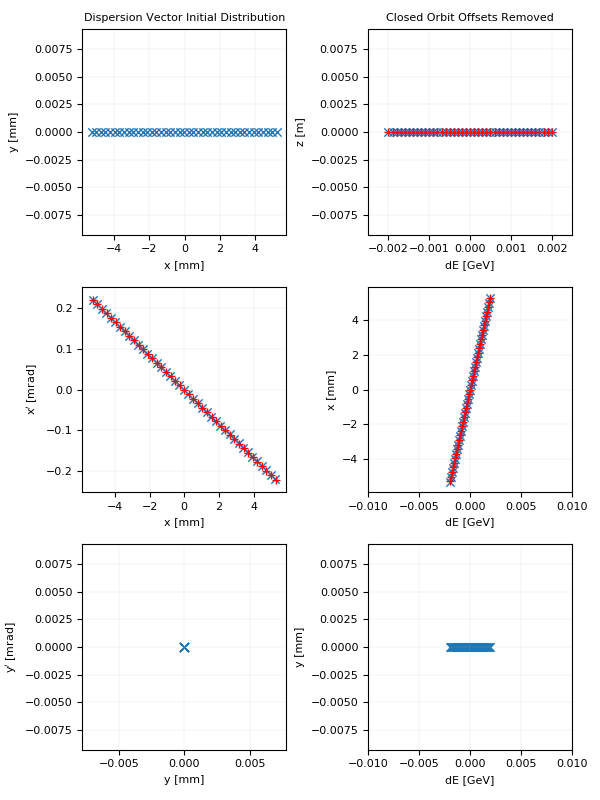 Dispersion Vector Initial Distribution
Closed Orbit Offsets Removed
0.0075
0.0050
0.0025
0.0000
−0.0025
−0.0050
−0.0075
y [mm]
−4 −2 0 2 4
x [mm]
0.0075
0.0050
0.0025
0.0000
−0.0025
−0.0050
−0.0075
z [m]
−0.002 −0.001 0.000 0.001 0.002
dE [GeV]
0.2
0.1
0.0
−0.1
−0.2
x' [mrad]
−4 −2 0 2 4
x [mm]
4
2
0
−2
−4
x [mm]
−0.010 −0.005 0.000 0.005 0.010
dE [GeV]
0.0075
0.0050
0.0025
0.0000
−0.0025
−0.0050
−0.0075
y' [mrad]
−0.005 0.000 0.005
y [mm]
0.0075
0.0050
0.0025
0.0000
−0.0025
−0.0050
−0.0075
y [mm]
−0.010 −0.005 0.000 0.005 0.010
dE [GeV]